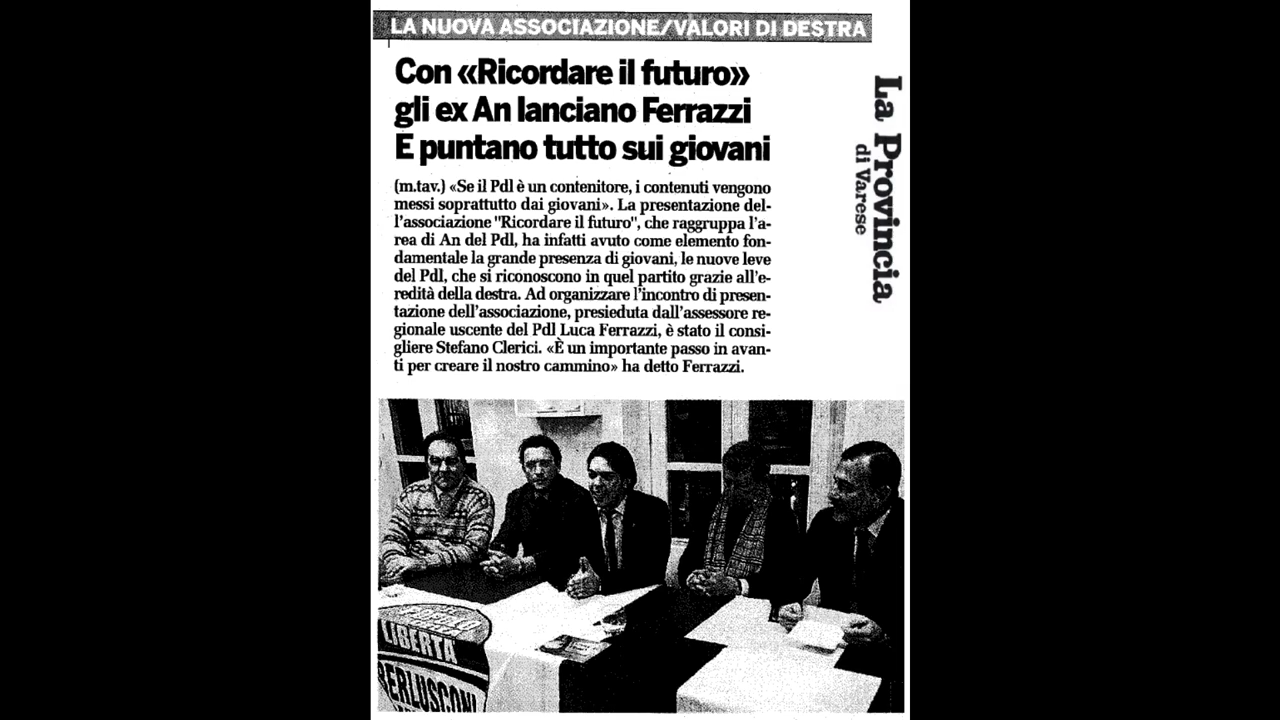 LA NUOVA ASSOCIAZIONE/VALORI DI DESTRA
Con «Ricordare il futuro»
gli ex An lanciano Ferrazzi
E puntano tutto sui giovani
(m.tav.) «Se il Pdl è un contenitore, i contenuti vengono
messi soprattutto dai giovani». La presentazione del-
l'associazione "Ricordare il futuro", che raggruppa l'a-
rea di An del Pdl, ha infatti avuto come elemento fon-
damentale la grande presenza di giovani, le nuove leve
del Pdl, che si riconoscono in quel partito grazie all'e-
redità della destra. Ad organizzare l'incontro di presen-
tazione dell'associazione, presieduta dall'assessore re-
gionale uscente del Pdl Luca Ferrazzi, è stato il consi-
gliere Stefano Clerici. «È un importante passo in avan-
ti per creare il nostro cammino» ha detto Ferrazzi.
La Provincia
di Varese
LIBERTA
BERLUSCONI